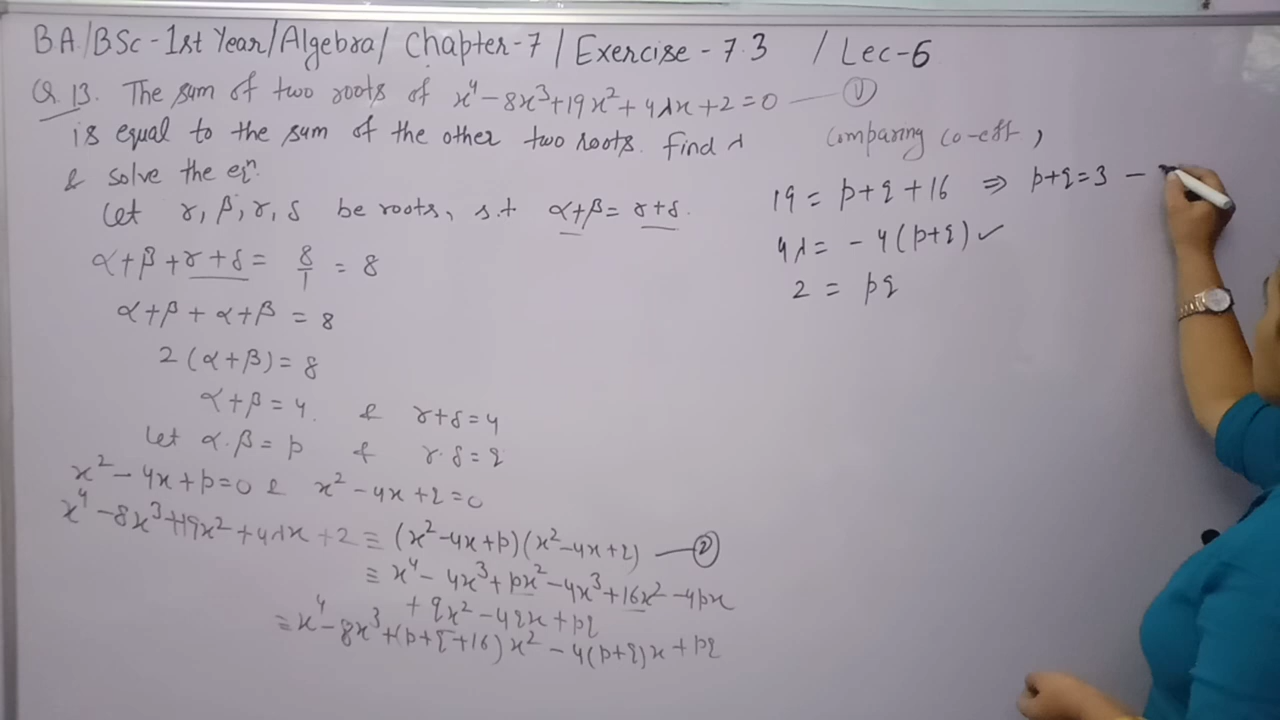 BA/BSc-1st Year/Algebra/ Chapter-7/Exercise-7.3 /Lec-6
Q.13. The sum of two roots of x⁴-8x³+19x²+4λx+2=0 —①
is equal to the sum of the other two roots. Find λ
& solve the eqⁿ.
Let γ, β, γ, δ be roots, s.t α+β=γ+δ.
α+β+γ+δ = 8/1 = 8
α+β+α+β = 8
2(α+β)=8
α+β=4. & γ+δ=4
Let α.β=p & γ.δ=q
x²-4x+p=0 & x²-4x+q=0
x⁴-8x³+19x²+4λx+2 ≡ (x²-4x+p)(x²-4x+q) —②
≡ x⁴-4x³+px²-4x³+16x²-4px
+qx²-4qx+pq
≡x⁴-8x³+(p+q+16)x²-4(p+q)x+pq
Comparing co-eff,
19 = p+q+16 ⇒ p+q=3 -
4λ = -4(p+q) ✓
2 = pq